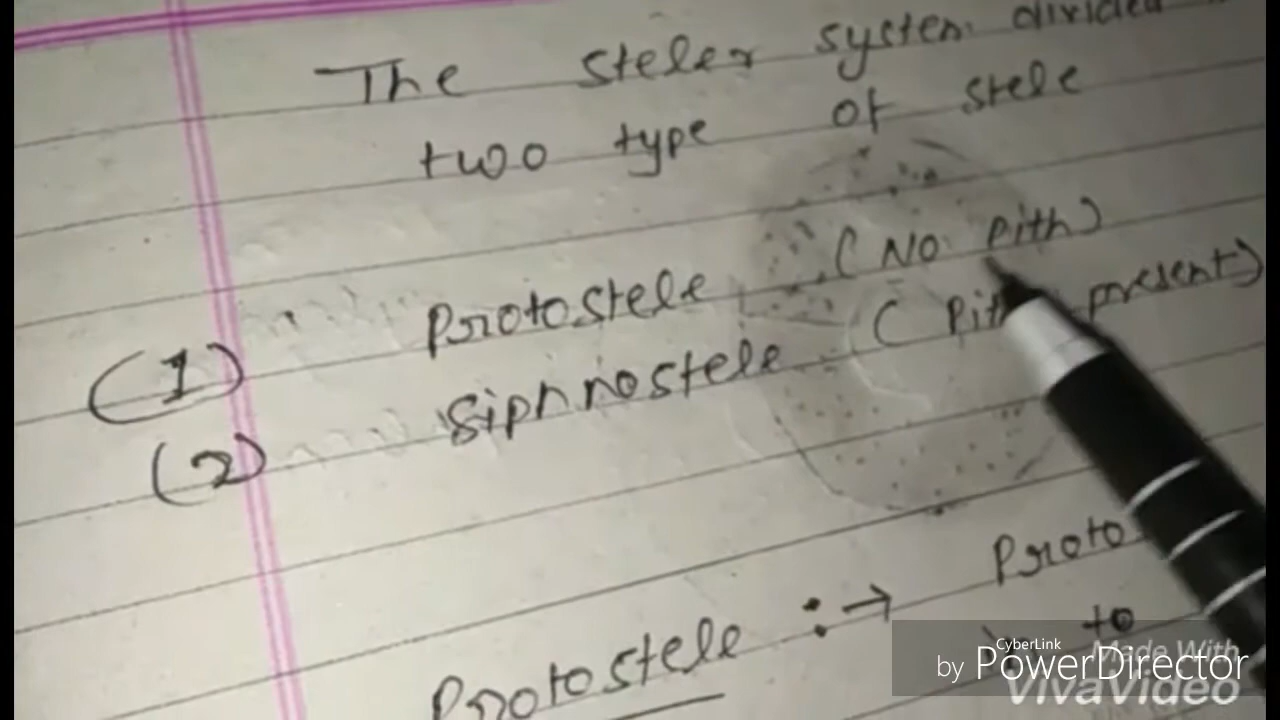 The steler system divided
two type of stele
(1) Protostele (No pith)
(2) Siphnostele (Pith present)
Protostele :→ Proto
to
CyberLink
by PowerDirector
Made With
VivaVideo